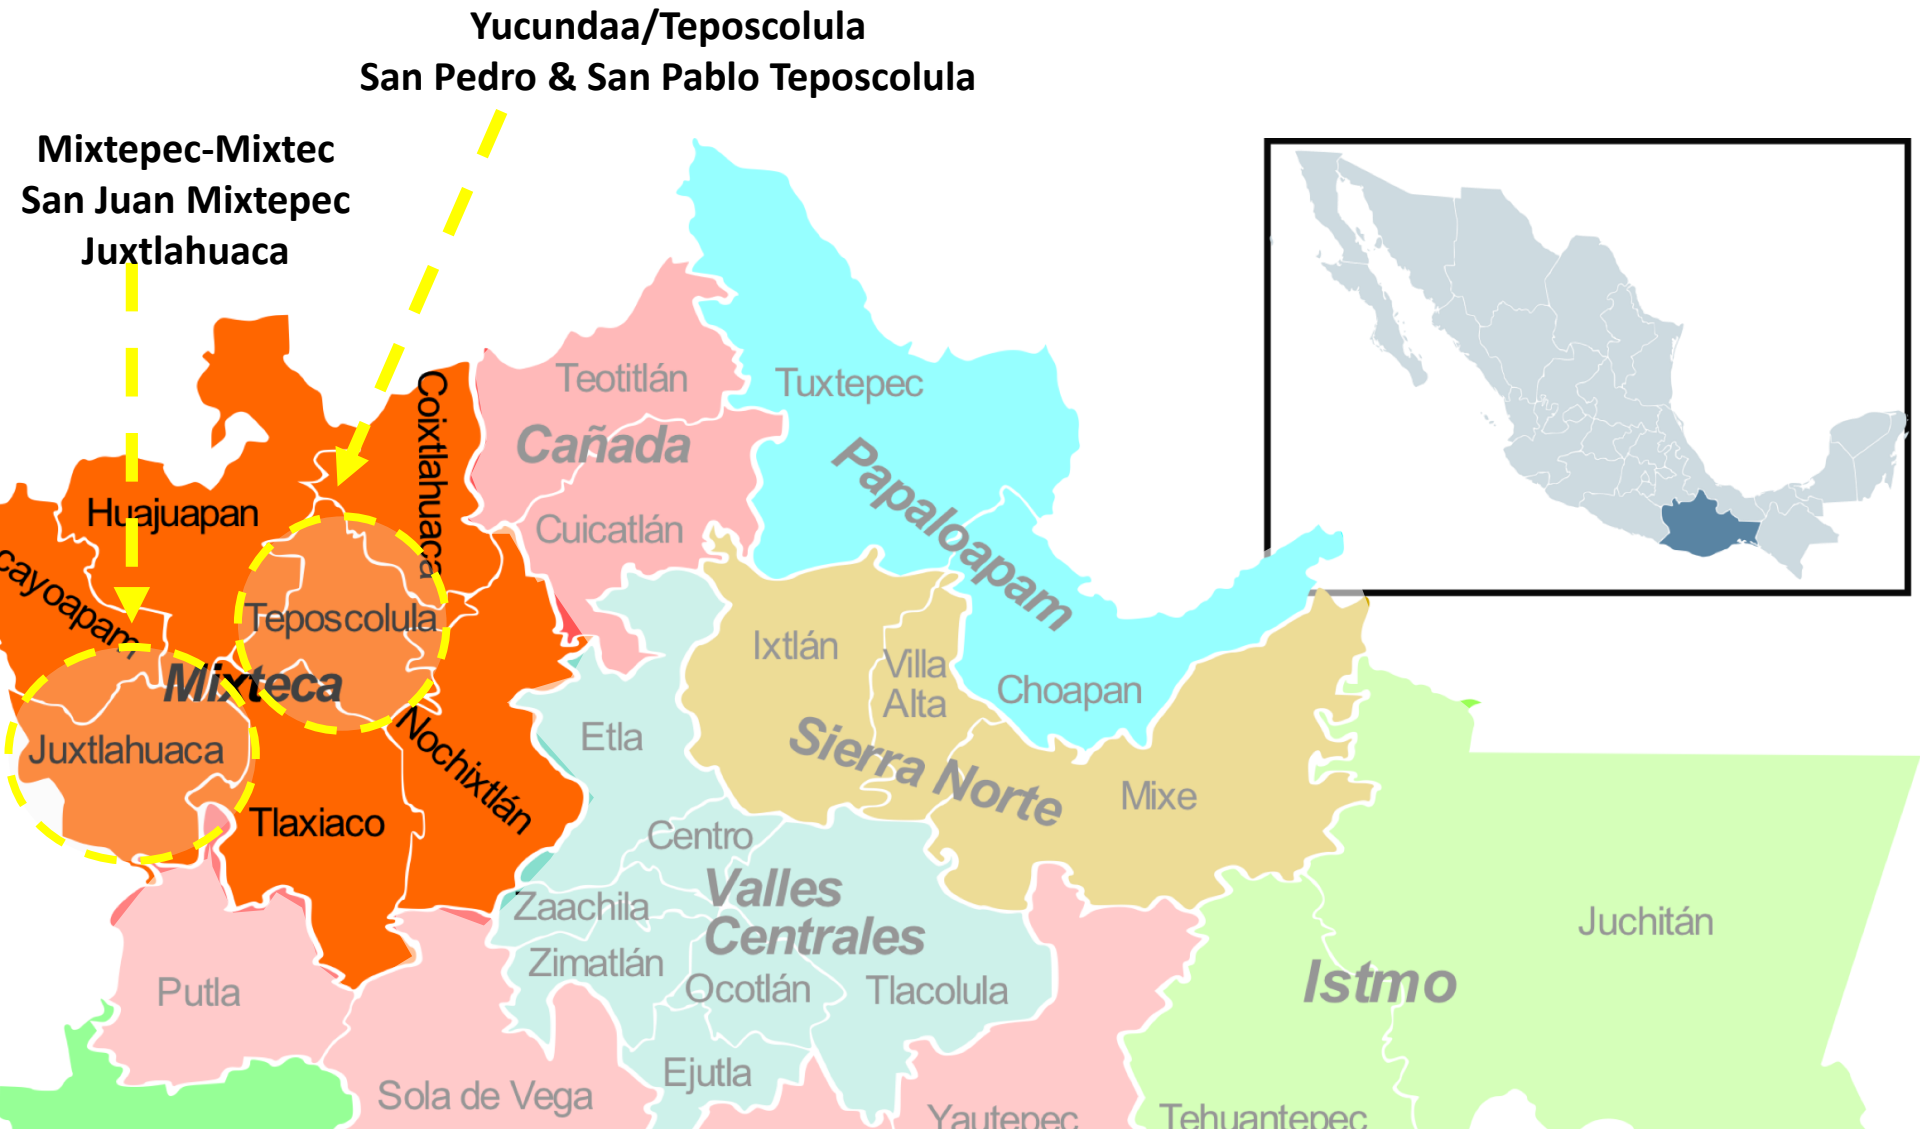 Yucundaa/Teposcolula
San Pedro & San Pablo Teposcolula
Mixtepec-Mixtec
San Juan Mixtepec
Juxtlahuaca
Teotitlán
Tuxtepec
Coixtlahuaca
Cañada
Papaloapam
Huajuapan
Cuicatlán
cayoapam
Teposcolula
Ixtlán
Villa
Alta
Choapan
Mixteca
Etla
Juxtlahuaca
Nochixtlán
Sierra Norte
Mixe
Tlaxiaco
Centro
Valles
Centrales
Zaachila
Juchitán
Zimatlán
Ocotlán
Tlacolula
Istmo
Putla
Ejutla
Sola de Vega
Yautepec
Tehuantepec